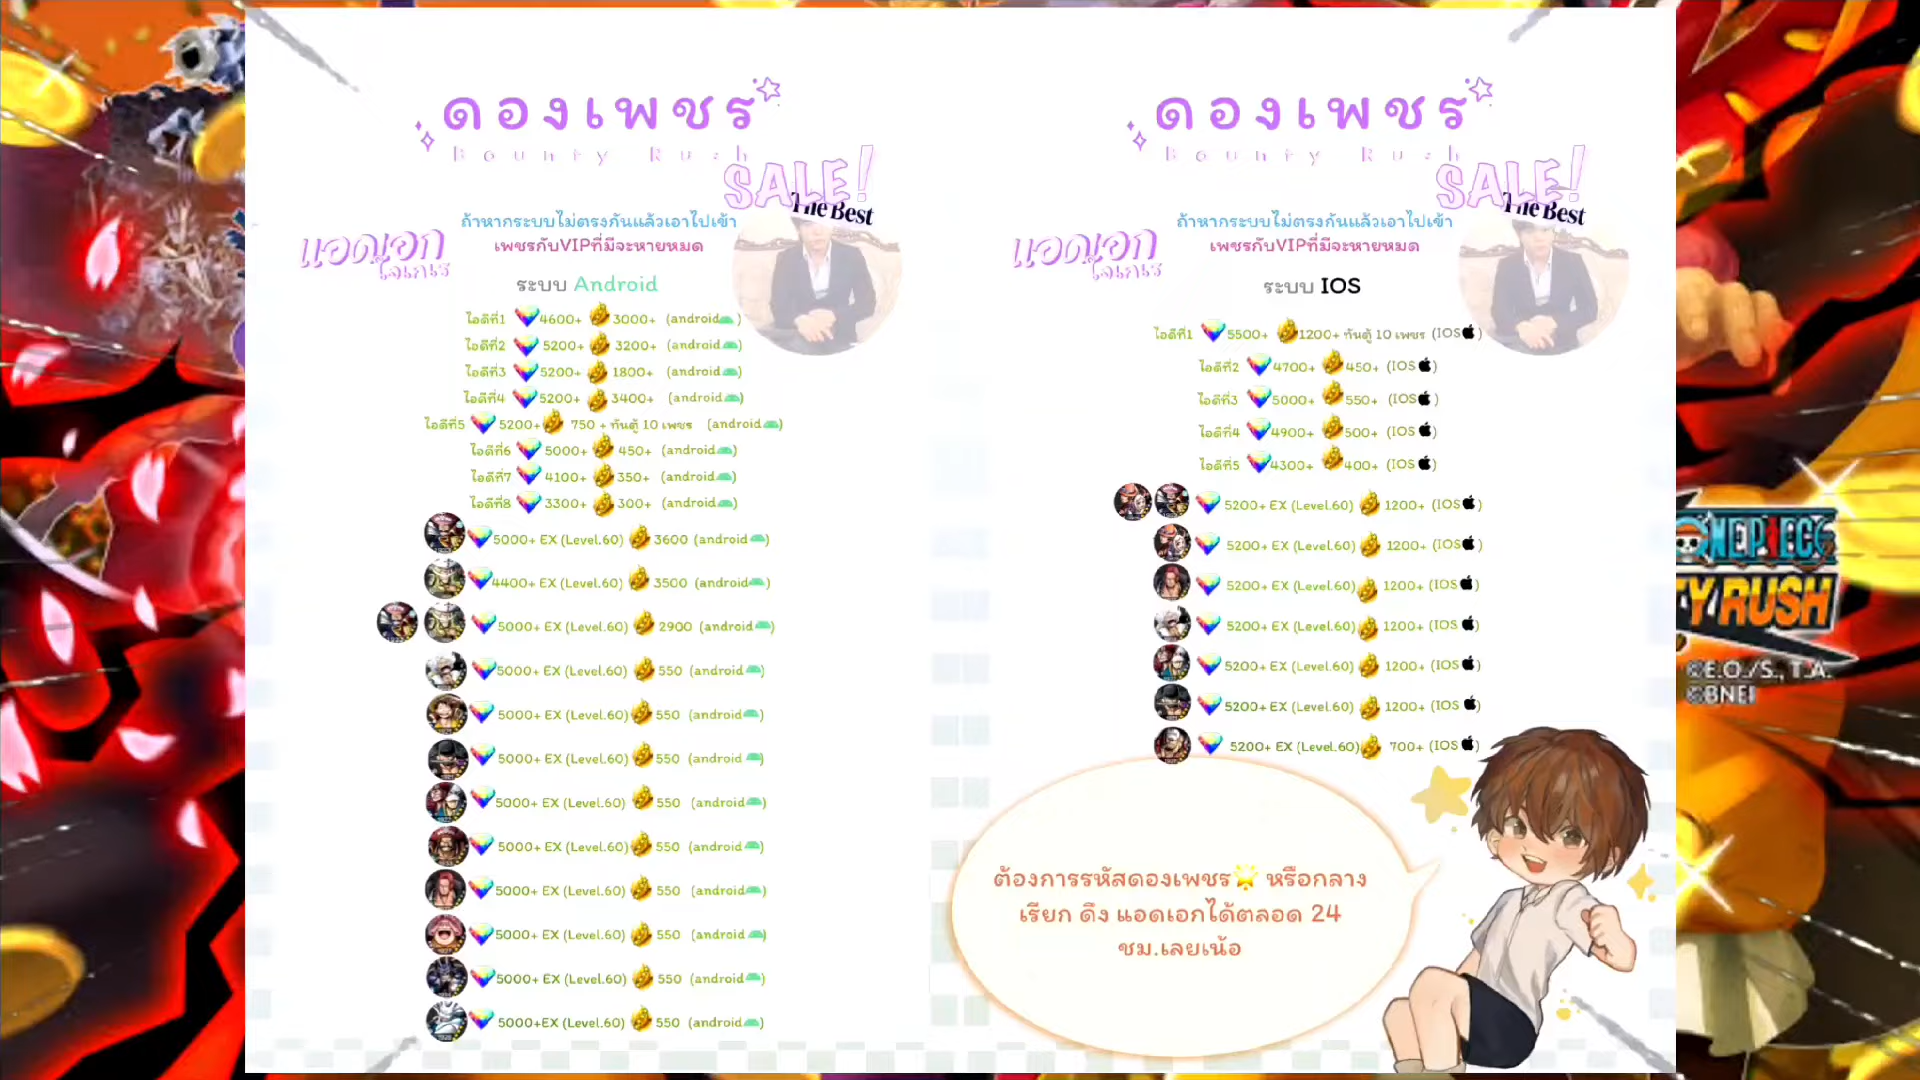 ดองเพชร
Bounty Rush
SALE!
The Best
ถ้าหากระบบไม่ตรงกันแล้วเอาไปเข้า
เพชรกับVIPที่มีจะหายหมด
แอดเอก
ระบบ Android
ไอดีที่1 4600+ 3000+ (android)
ไอดีที่2 5200+ 3200+ (android)
ไอดีที่3 5200+ 1800+ (android)
ไอดีที่4 5200+ 3400+ (android)
ไอดีที่5 5200+ 750 + ทันตู้ 10 เพชร (android)
ไอดีที่6 5000+ 450+ (android)
ไอดีที่7 4100+ 350+ (android)
ไอดีที่8 3300+ 300+ (android)
5000+ EX (Level.60) 3600 (android)
4400+ EX (Level.60) 3500 (android)
5000+ EX (Level.60) 2900 (android)
5000+ EX (Level.60) 550 (android)
5000+ EX (Level.60) 550 (android)
5000+ EX (Level.60) 550 (android)
5000+ EX (Level.60) 550 (android)
5000+ EX (Level.60) 550 (android)
5000+ EX (Level.60) 550 (android)
5000+ EX (Level.60) 550 (android)
5000+ EX (Level.60) 550 (android)
5000+EX (Level.60) 550 (android)
ดองเพชร
Bounty Rush
SALE!
The Best
ถ้าหากระบบไม่ตรงกันแล้วเอาไปเข้า
เพชรกับVIPที่มีจะหายหมด
แอดเอก
ระบบ IOS
ไอดีที่1 5500+ 1200+ ทันตู้ 10 เพชร (IOS)
ไอดีที่2 4700+ 450+ (IOS)
ไอดีที่3 5000+ 550+ (IOS)
ไอดีที่4 4900+ 500+ (IOS)
ไอดีที่5 4300+ 400+ (IOS)
5200+ EX (Level.60) 1200+ (IOS)
5200+ EX (Level.60) 1200+ (IOS)
5200+ EX (Level.60) 1200+ (IOS)
5200+ EX (Level.60) 1200+ (IOS)
5200+ EX (Level.60) 1200+ (IOS)
5200+ EX (Level.60) 1200+ (IOS)
5200+ EX (Level.60) 700+ (IOS)
ต้องการรหัสดองเพชร🌟 หรือกลาง
เรียก ดึง แอดเอกได้ตลอด 24
ชม.เลยเน้อ
ONE PIECE
Y RUSH
©E.O./S., T.A.
©BNEI